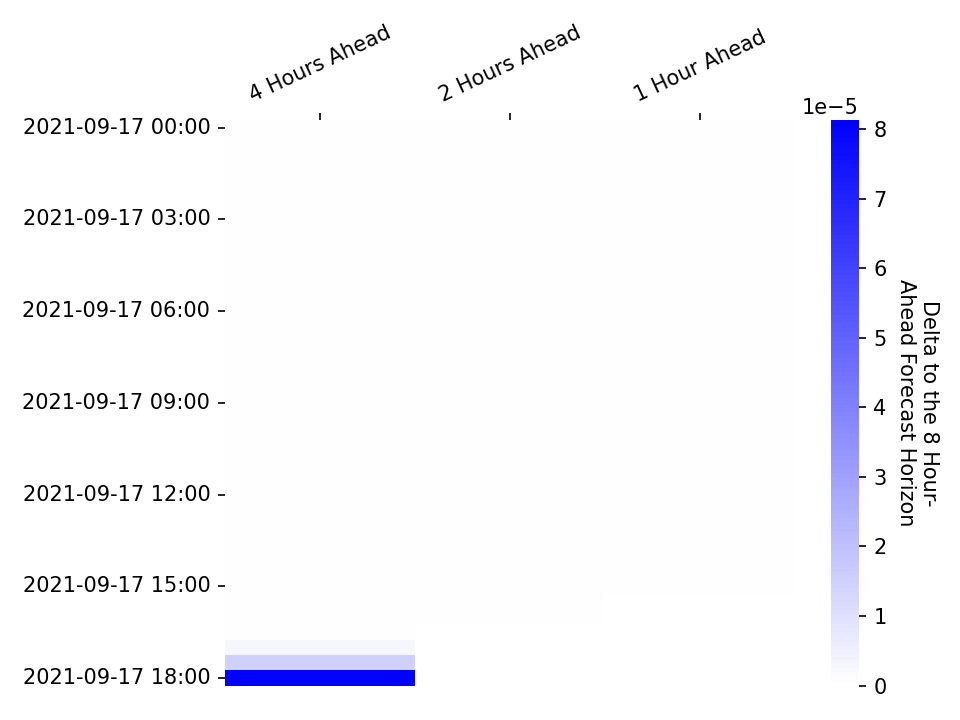 4 Hours Ahead
2 Hours Ahead
1 Hour Ahead
2021-09-17 00:00
2021-09-17 03:00
2021-09-17 06:00
2021-09-17 09:00
2021-09-17 12:00
2021-09-17 15:00
2021-09-17 18:00
1e−5
8
7
6
5
4
3
2
1
0
Delta to the 8 Hour-
Ahead Forecast Horizon